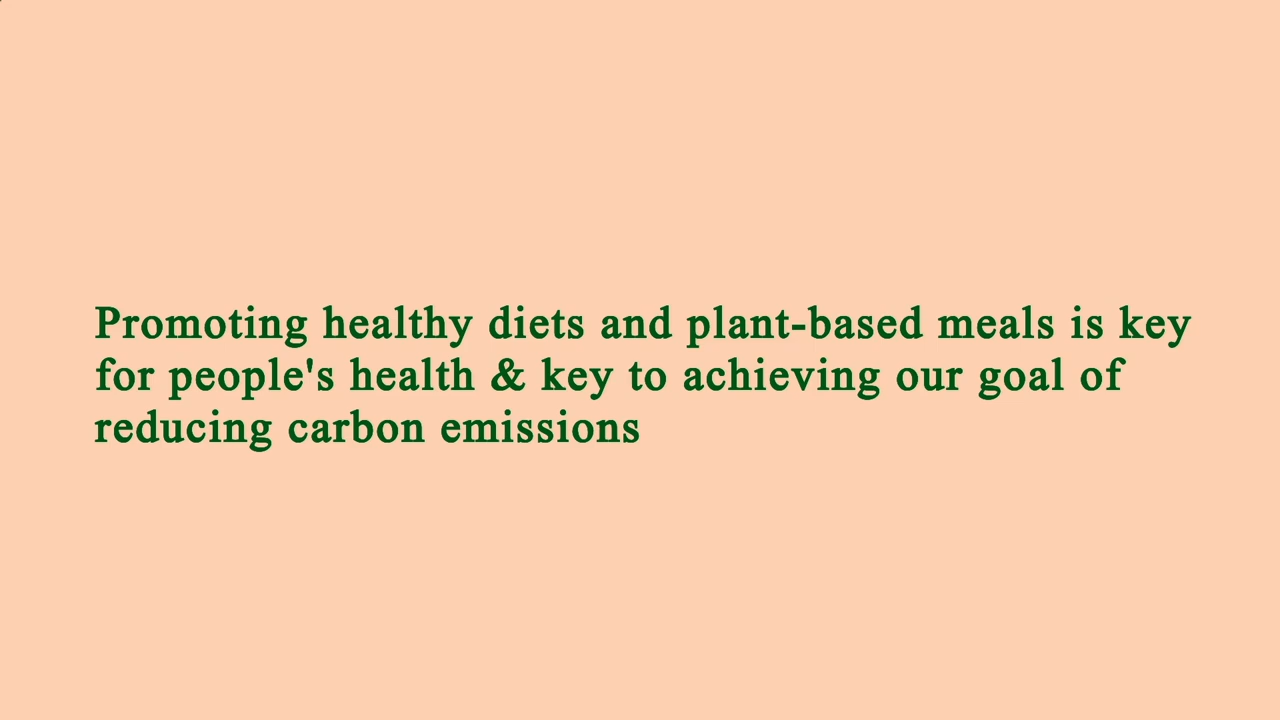 Promoting healthy diets and plant-based meals is key
for people's health & key to achieving our goal of
reducing carbon emissions